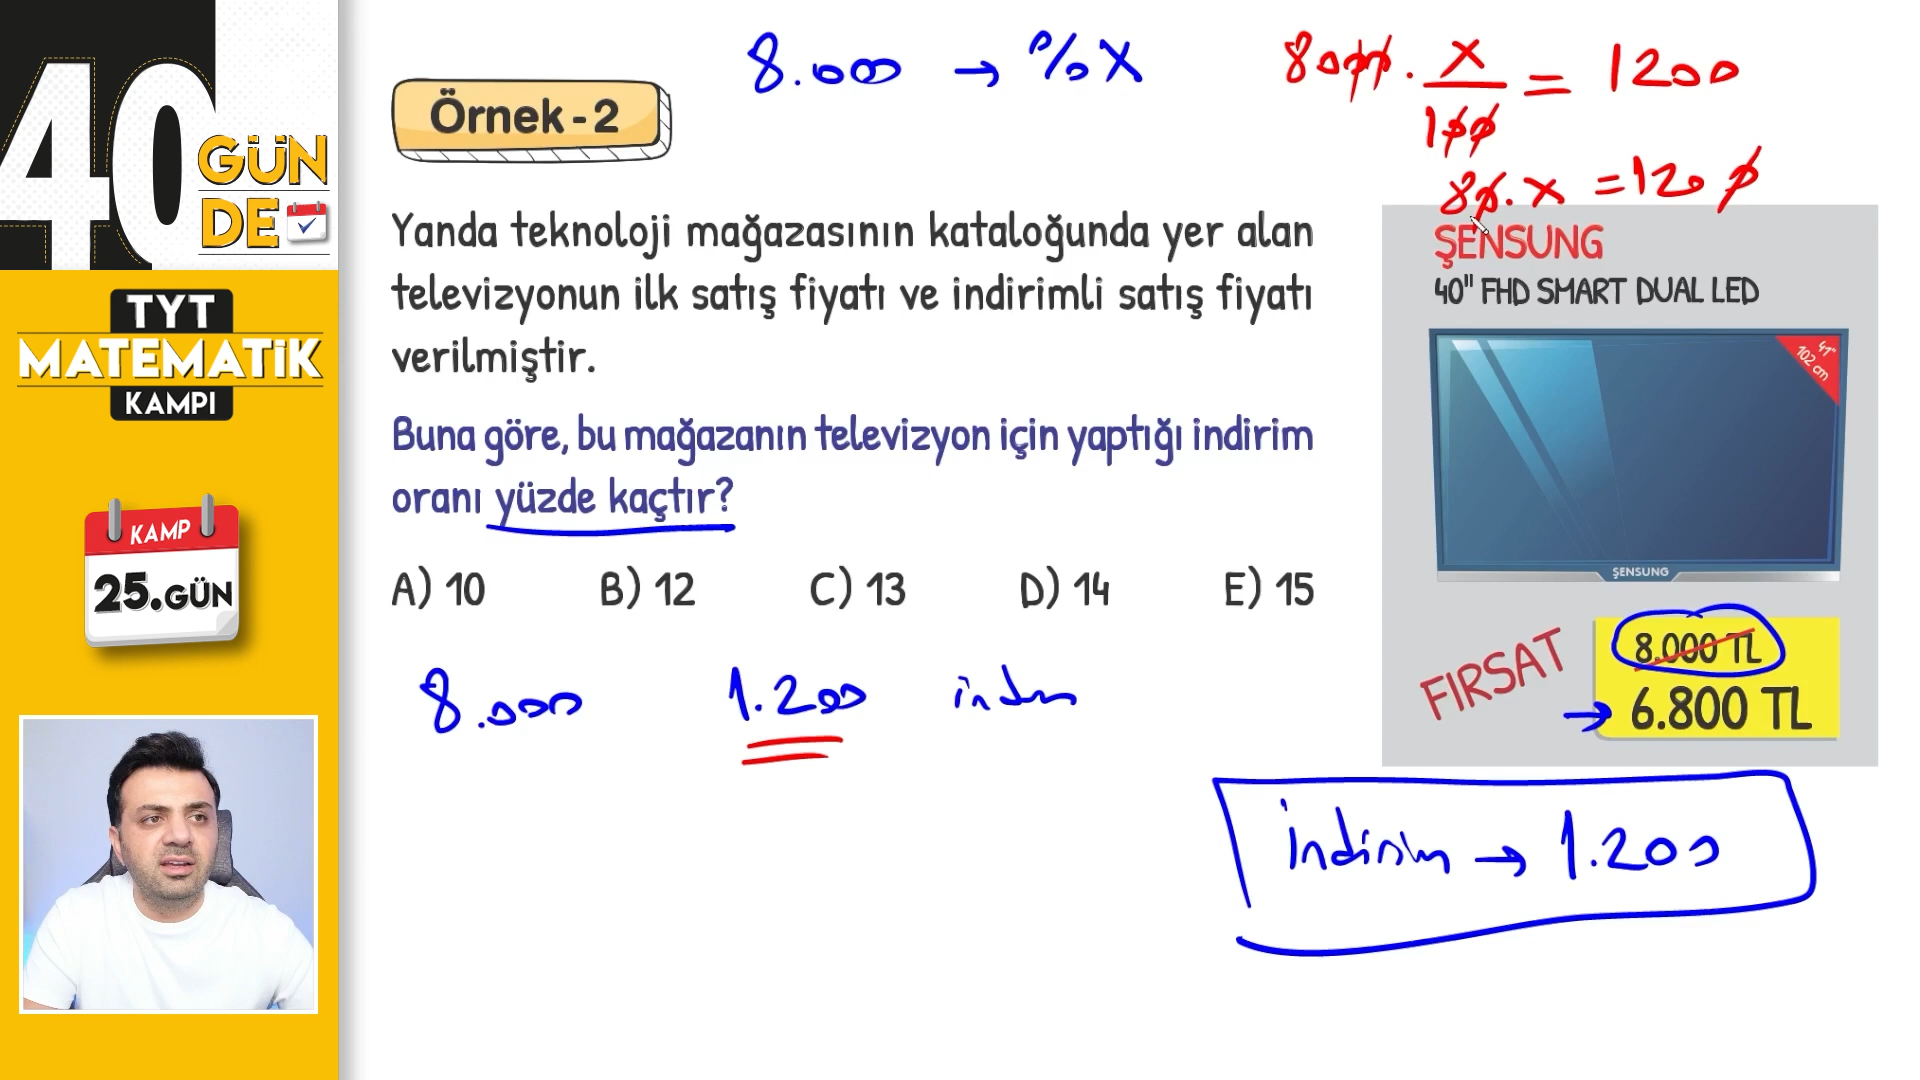 40
GÜN
DE
TYT
MATEMATİK
KAMPI
KAMP
25.GÜN
8.000 → %X
8000 . x/100 = 1200
80.x = 1200
Örnek - 2
Yanda teknoloji mağazasının kataloğunda yer alan
televizyonun ilk satış fiyatı ve indirimli satış fiyatı
verilmiştir.
Buna göre, bu mağazanın televizyon için yaptığı indirim
oranı yüzde kaçtır?
A) 10 B) 12 C) 13 D) 14 E) 15
8.000 1.200 indirim
ŞENSUNG
40" FHD SMART DUAL LED
41"
102 cm
ŞENSUNG
FIRSAT
8.000 TL
→ 6.800 TL
İndirim → 1.200